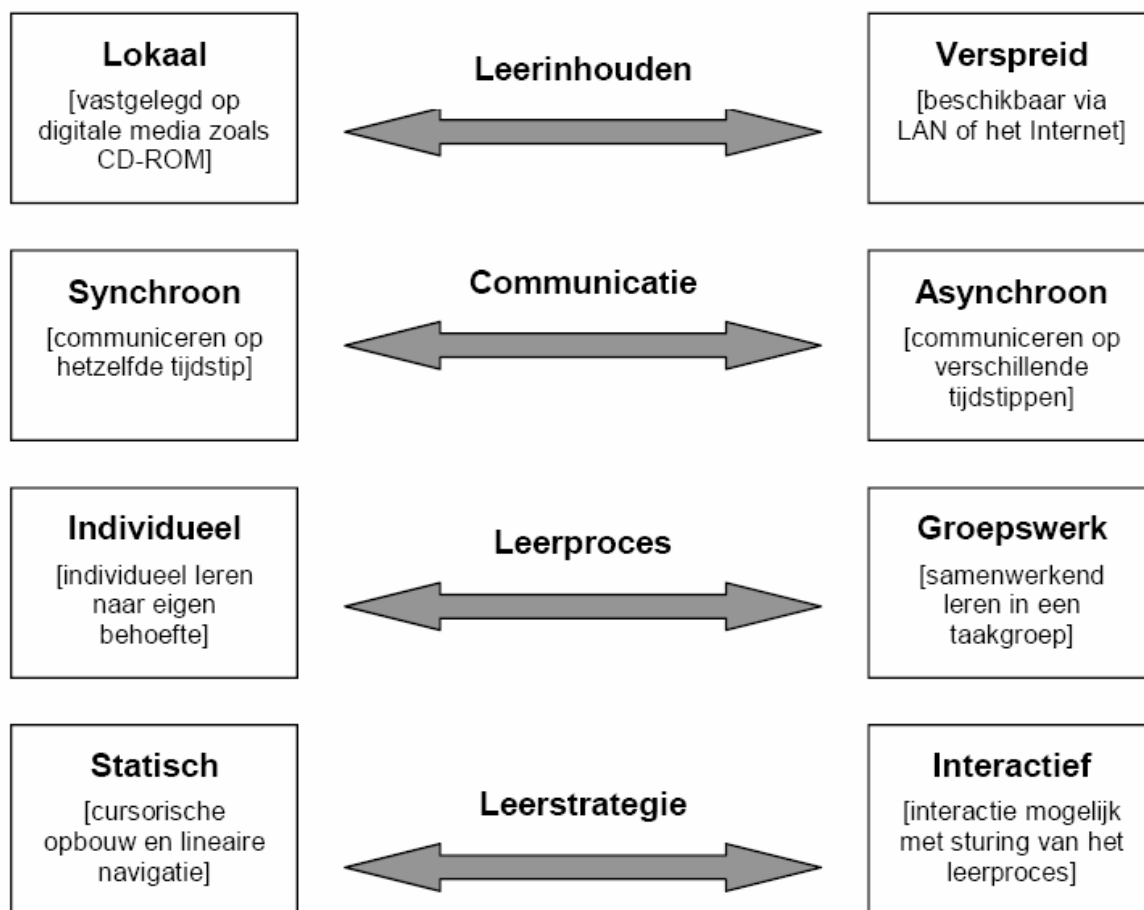 Lokaal
[vastgelegd op
digitale media zoals
CD-ROM]
Leerinhouden
Verspreid
[beschikbaar via
LAN of het Internet]
Synchroon
[communiceren op
hetzelfde tijdstip]
Communicatie
Asynchroon
[communiceren op
verschillende
tijdstippen]
Individueel
[individueel leren
naar eigen
behoefte]
Leerproces
Groepswerk
[samenwerkend
leren in een
taakgroep]
Statisch
[cursorische
opbouw en lineaire
navigatie]
Leerstrategie
Interactief
[interactie mogelijk
met sturing van het
leerproces]